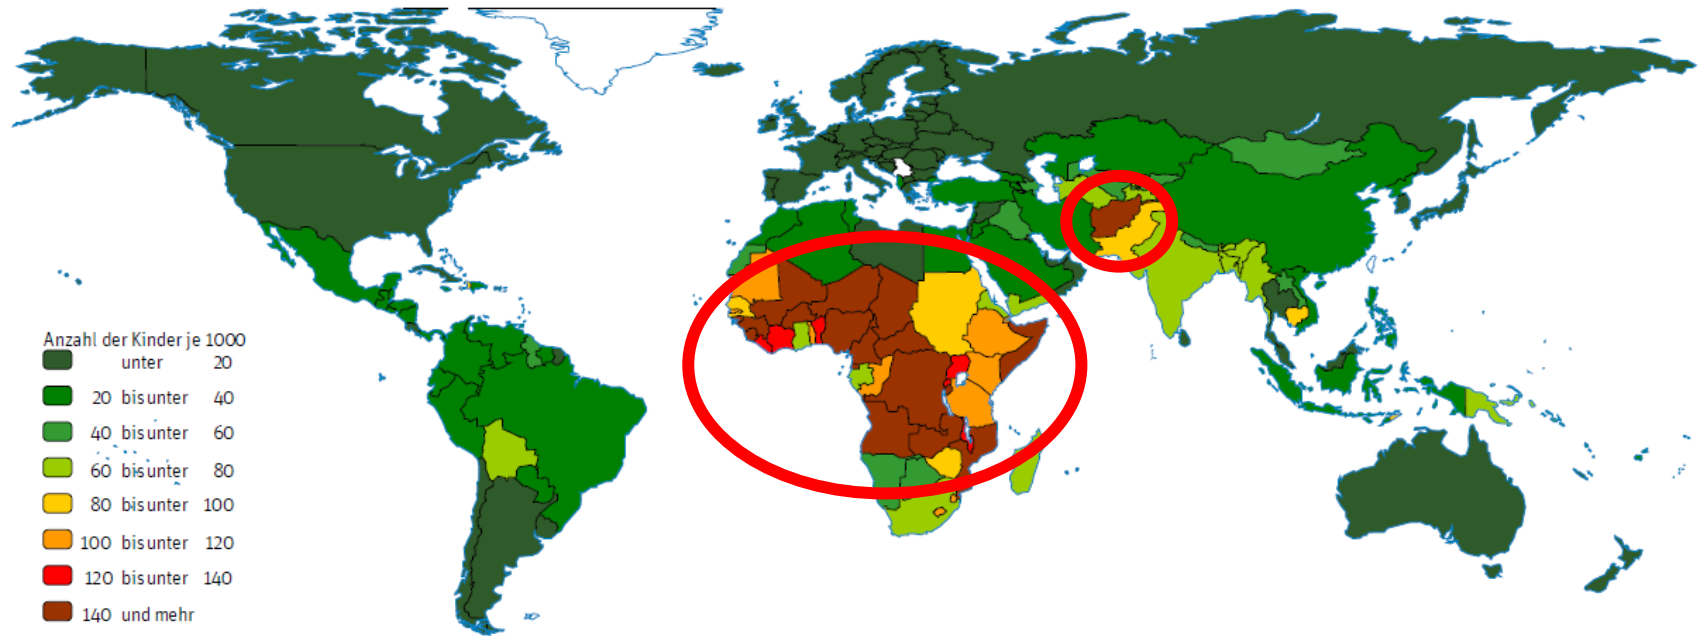 Anzahl der Kinder je 1000
unter 20
20 bis unter 40
40 bis unter 60
60 bis unter 80
80 bis unter 100
100 bis unter 120
120 bis unter 140
140 und mehr